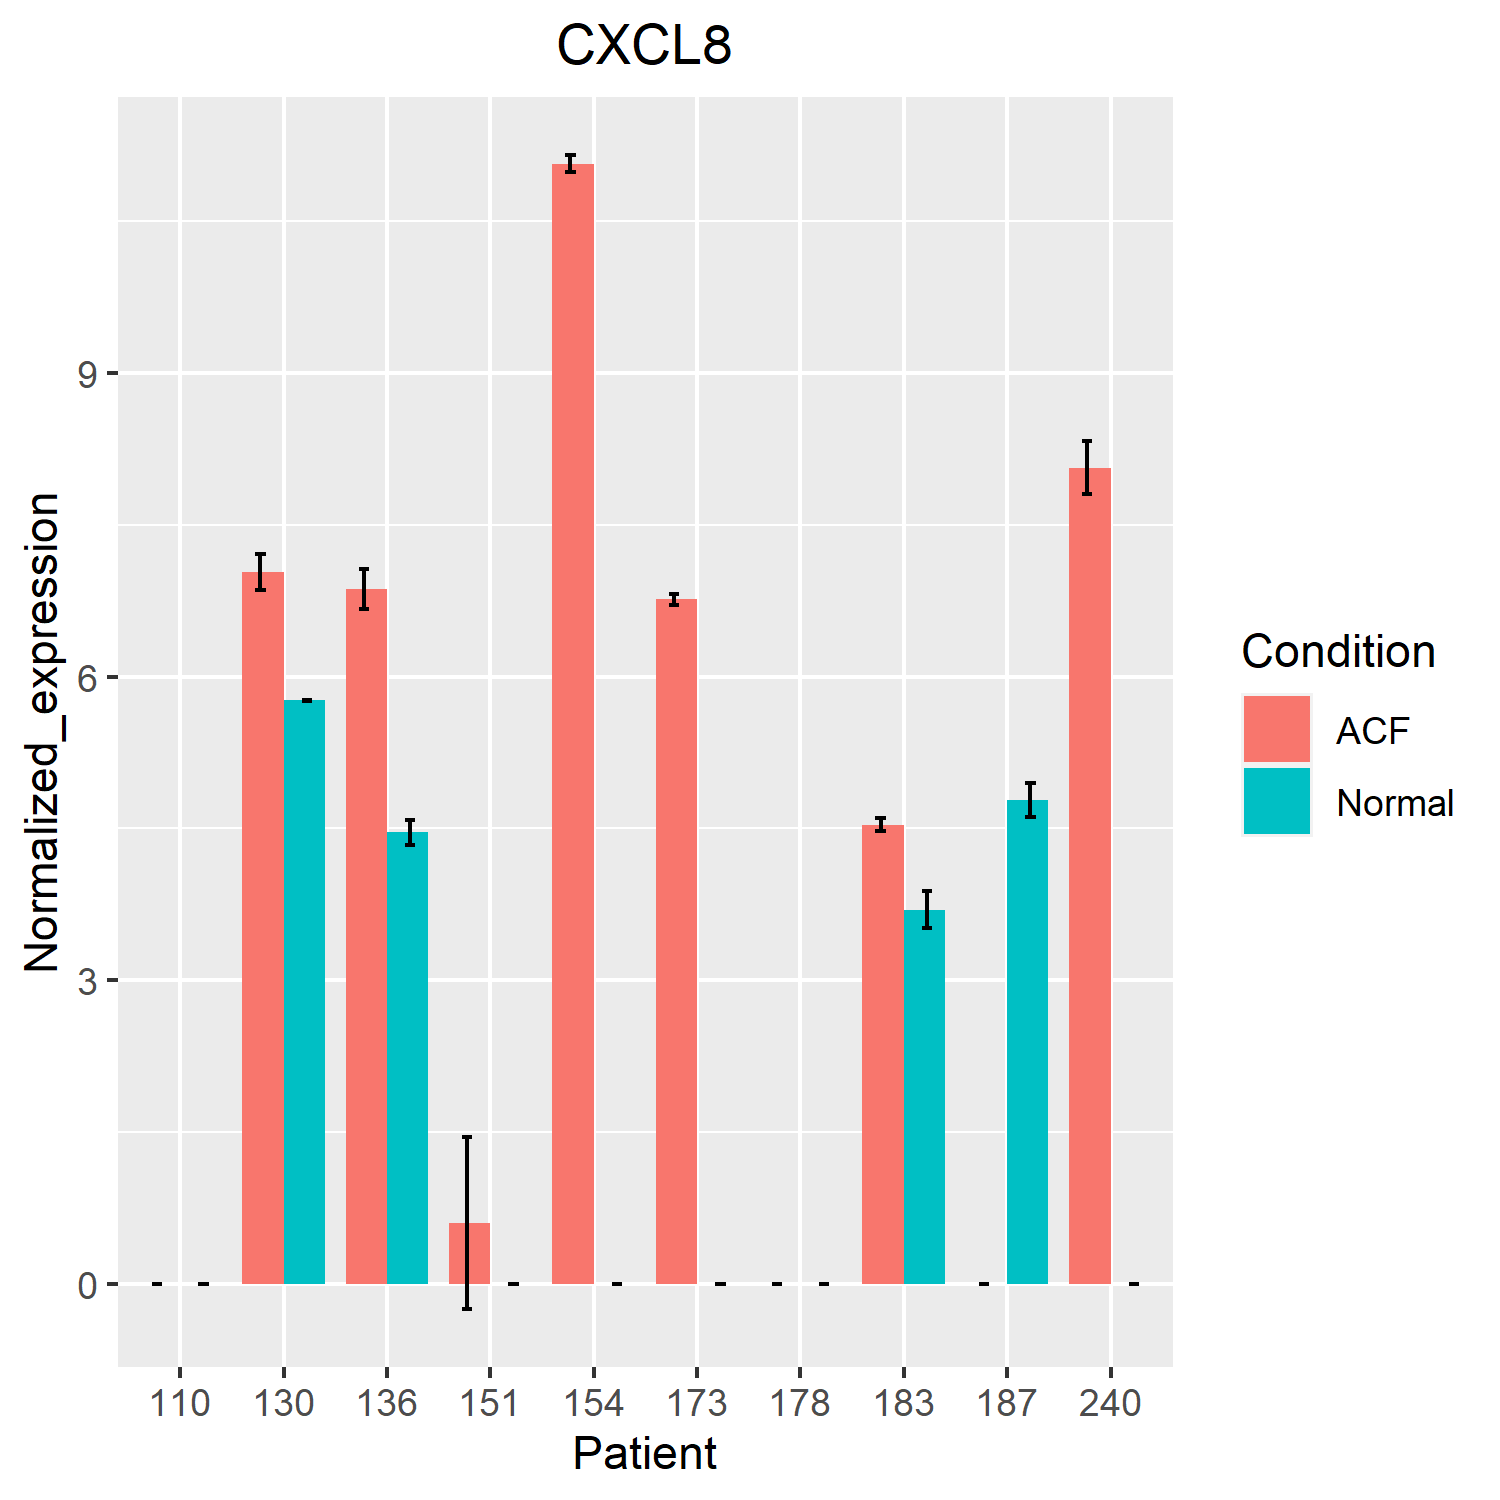 CXCL8
Normalized_expression
9
6
3
0
110 130 136 151 154 173 178 183 187 240
Patient
Condition
ACF
Normal